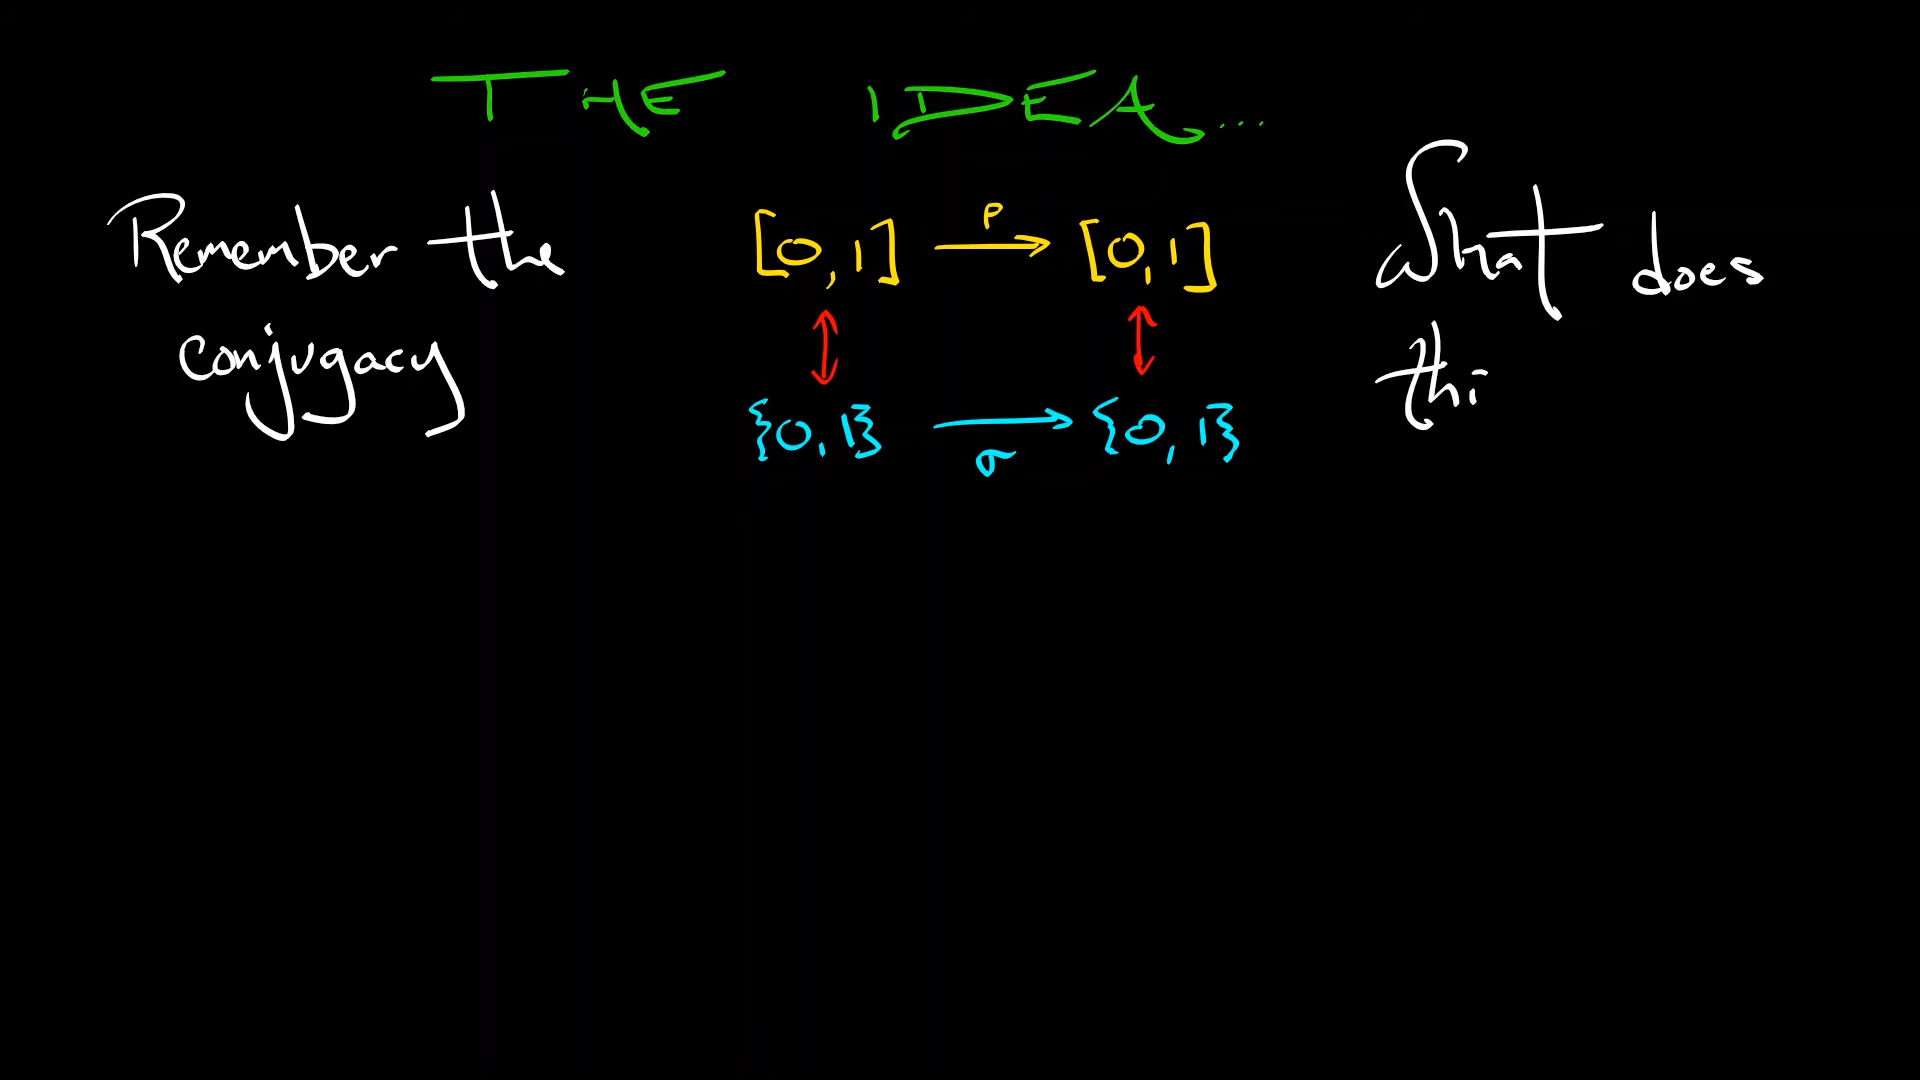 THE IDEA...
Remember the
conjugacy
[0,1] P [0,1]
{0,1} σ {0,1}
What does
thi